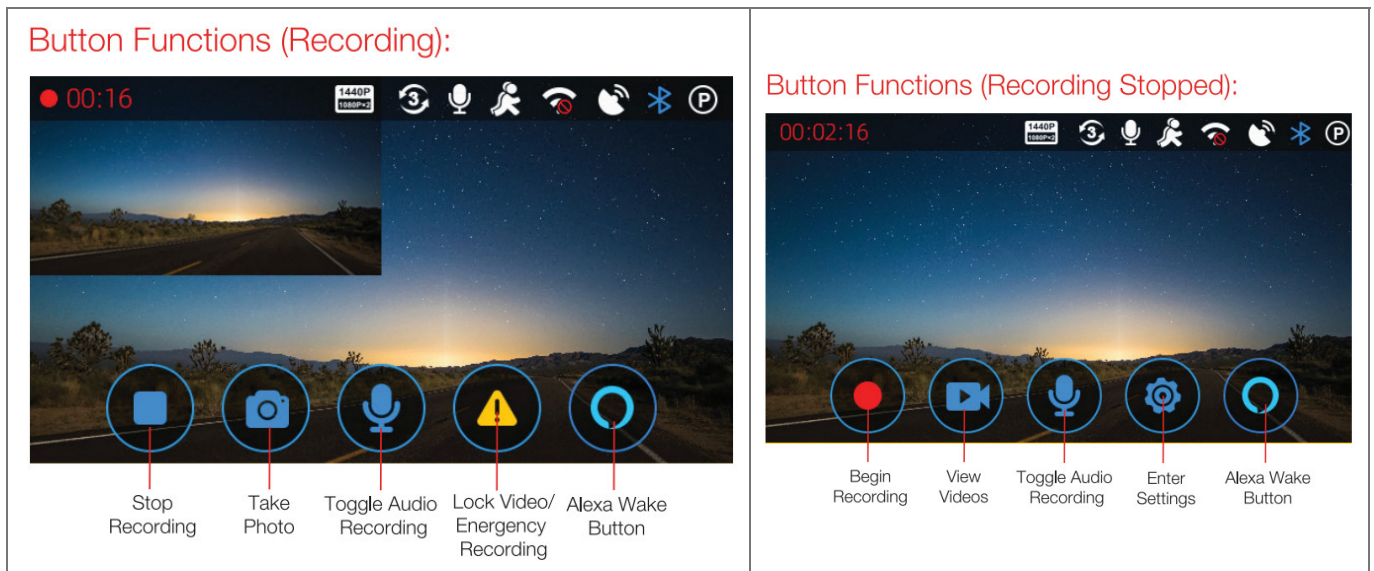 Button Functions (Recording):
00:16
1440P
1080P×2
3
P
Stop
Recording
Take
Photo
Toggle Audio
Recording
Lock Video/
Energency
Recording
Alexa Wake
Button
Button Functions (Recording Stopped):
00:02:16
1440P
1080P×2
3
P
Begin
Recording
View
Videos
Toggle Audio
Recording
Enter
Settings
Alexa Wake
Button